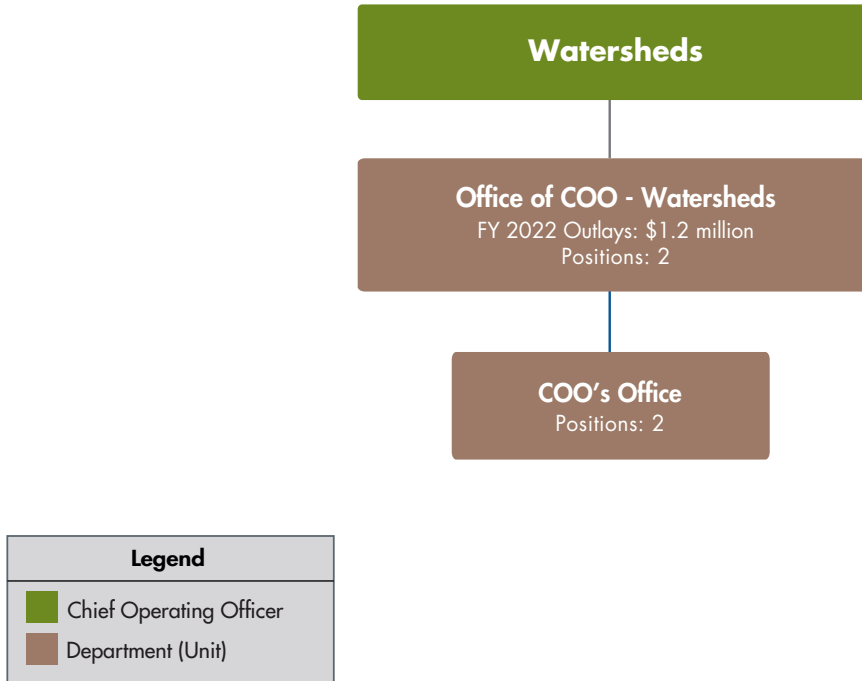 Watersheds
Office of COO - Watersheds
FY 2022 Outlays: $1.2 million
Positions: 2
COO's Office
Positions: 2
Legend
Chief Operating Officer
Department (Unit)